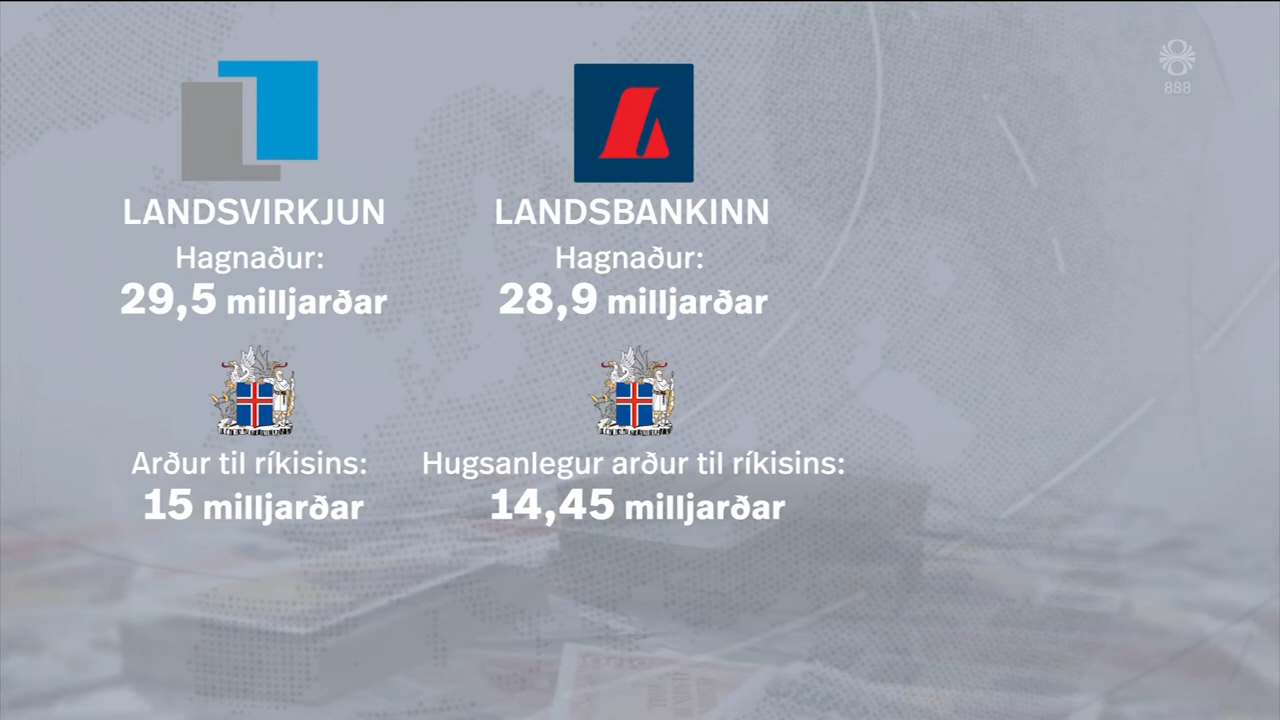 888
LANDSVIRKJUN
Hagnaður:
29,5 milljarðar
Arður til ríkisins:
15 milljarðar
LANDSBANKINN
Hagnaður:
28,9 milljarðar
Hugsanlegur arður til ríkisins:
14,45 milljarðar